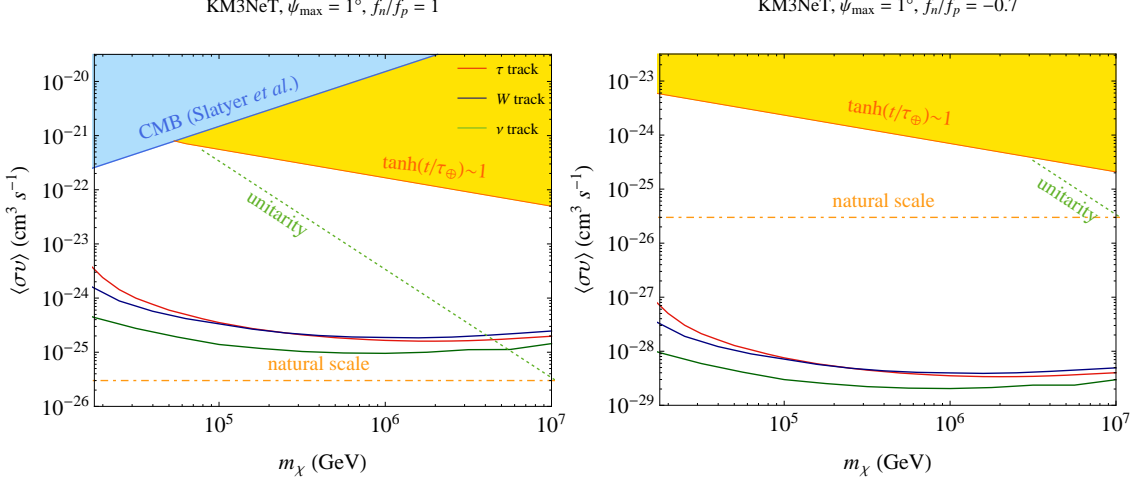 KM3NeT, ψmax = 1°, fn/fp = 1
10⁻²⁰
10⁻²¹
10⁻²²
10⁻²³
10⁻²⁴
10⁻²⁵
10⁻²⁶
⟨σv⟩ (cm³ s⁻¹)
CMB (Slatyer et al.)
τ track
W track
ν track
tanh(t/τ⊕)~1
unitarity
natural scale
10⁵
10⁶
10⁷
mχ (GeV)
KM3NeT, ψmax = 1°, fn/fp = −0.7
10⁻²³
10⁻²⁴
10⁻²⁵
10⁻²⁶
10⁻²⁷
10⁻²⁸
10⁻²⁹
⟨σv⟩ (cm³ s⁻¹)
tanh(t/τ⊕)~1
unitarity
natural scale
10⁵
10⁶
10⁷
mχ (GeV)